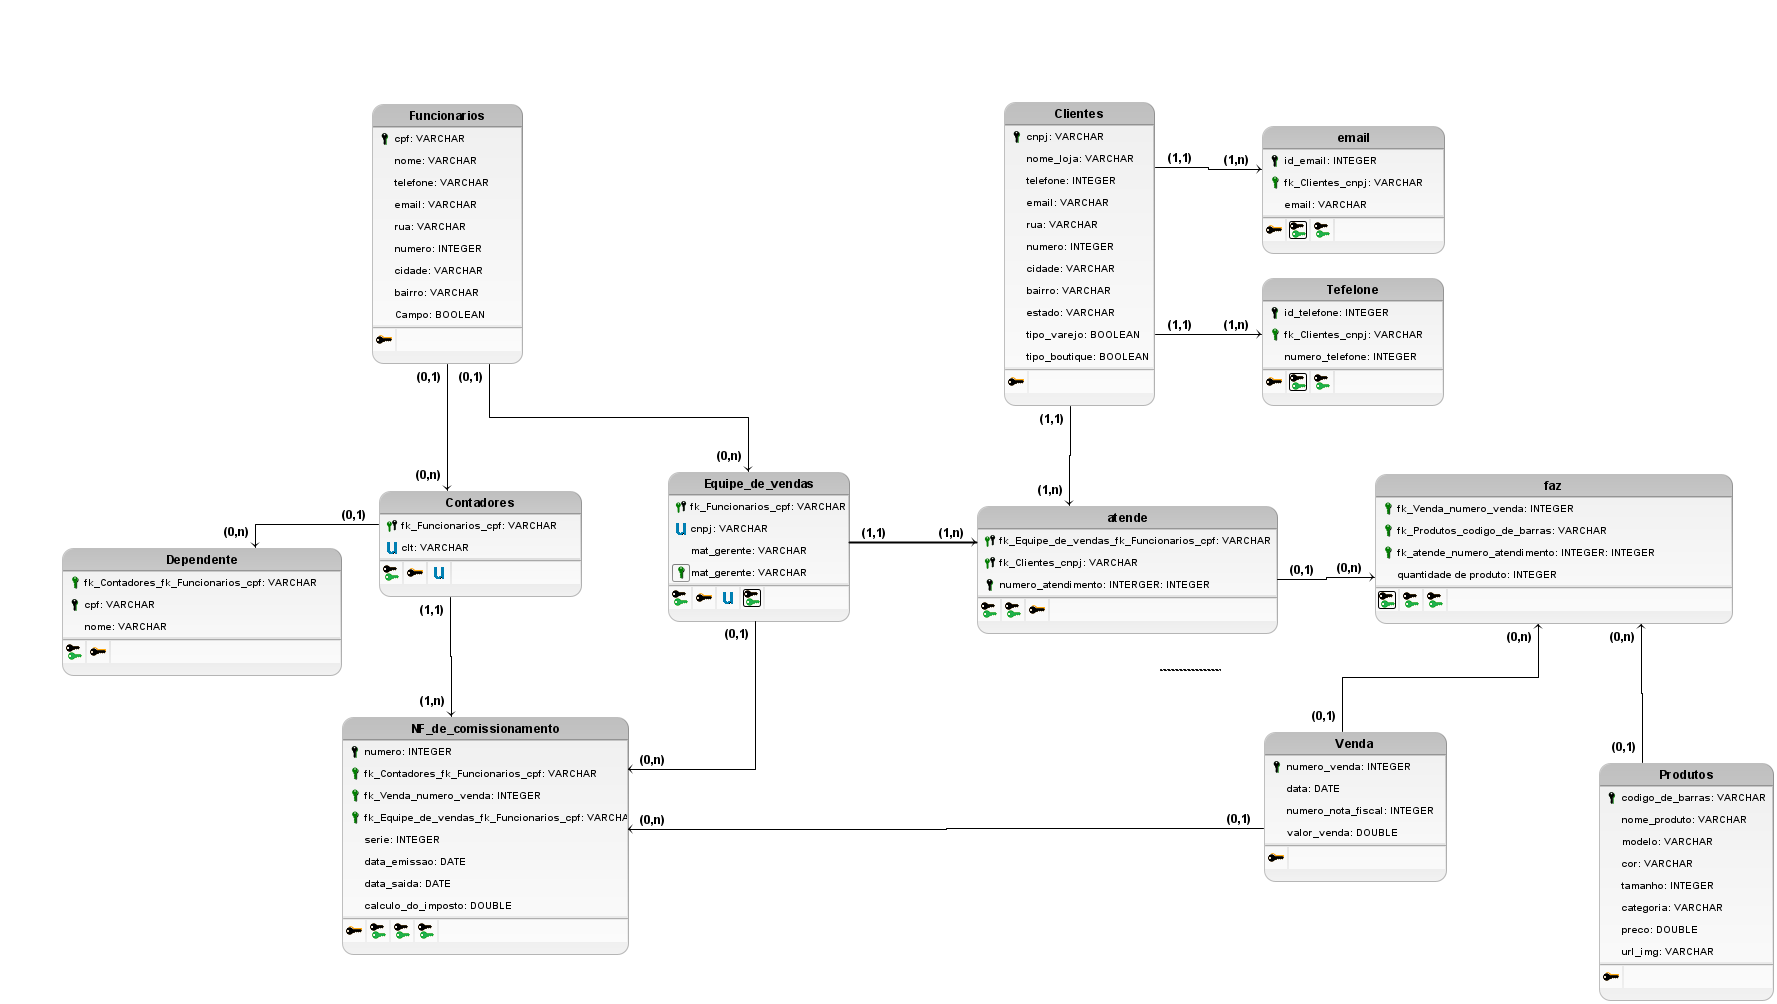 Funcionarios
cpf: VARCHAR
nome: VARCHAR
telefone: VARCHAR
email: VARCHAR
rua: VARCHAR
numero: INTEGER
cidade: VARCHAR
bairro: VARCHAR
Campo: BOOLEAN
(0,1)
(0,1)
(0,n)
(0,n)
Clientes
cnpj: VARCHAR
nome_loja: VARCHAR
telefone: INTEGER
email: VARCHAR
rua: VARCHAR
numero: INTEGER
cidade: VARCHAR
bairro: VARCHAR
estado: VARCHAR
tipo_varejo: BOOLEAN
tipo_boutique: BOOLEAN
(1,1)
(1,n)
email
id_email: INTEGER
fk_Clientes_cnpj: VARCHAR
email: VARCHAR
(1,1)
(1,n)
Tefelone
id_telefone: INTEGER
fk_Clientes_cnpj: VARCHAR
numero_telefone: INTEGER
(1,1)
(1,n)
Contadores
fk_Funcionarios_cpf: VARCHAR
u clt: VARCHAR
u
(0,1)
(0,n)
Dependente
fk_Contadores_fk_Funcionarios_cpf: VARCHAR
cpf: VARCHAR
nome: VARCHAR
(1,1)
(1,n)
Equipe_de_vendas
fk_Funcionarios_cpf: VARCHAR
u cnpj: VARCHAR
mat_gerente: VARCHAR
mat_gerente: VARCHAR
u
(1,1)
(1,n)
(0,1)
(0,n)
atende
fk_Equipe_de_vendas_fk_Funcionarios_cpf: VARCHAR
fk_Clientes_cnpj: VARCHAR
numero_atendimento: INTERGER: INTEGER
(0,1)
(0,n)
faz
fk_Venda_numero_venda: INTEGER
fk_Produtos_codigo_de_barras: VARCHAR
fk_atende_numero_atendimento: INTEGER: INTEGER
quantidade de produto: INTEGER
(0,n)
(0,n)
(0,1)
(0,1)
NF_de_comissionamento
numero: INTEGER
fk_Contadores_fk_Funcionarios_cpf: VARCHAR
fk_Venda_numero_venda: INTEGER
fk_Equipe_de_vendas_fk_Funcionarios_cpf: VARCHA
serie: INTEGER
data_emissao: DATE
data_saida: DATE
calculo_do_imposto: DOUBLE
(0,n)
(0,1)
Venda
numero_venda: INTEGER
data: DATE
numero_nota_fiscal: INTEGER
valor_venda: DOUBLE
Produtos
codigo_de_barras: VARCHAR
nome_produto: VARCHAR
modelo: VARCHAR
cor: VARCHAR
tamanho: INTEGER
categoria: VARCHAR
preco: DOUBLE
url_img: VARCHAR